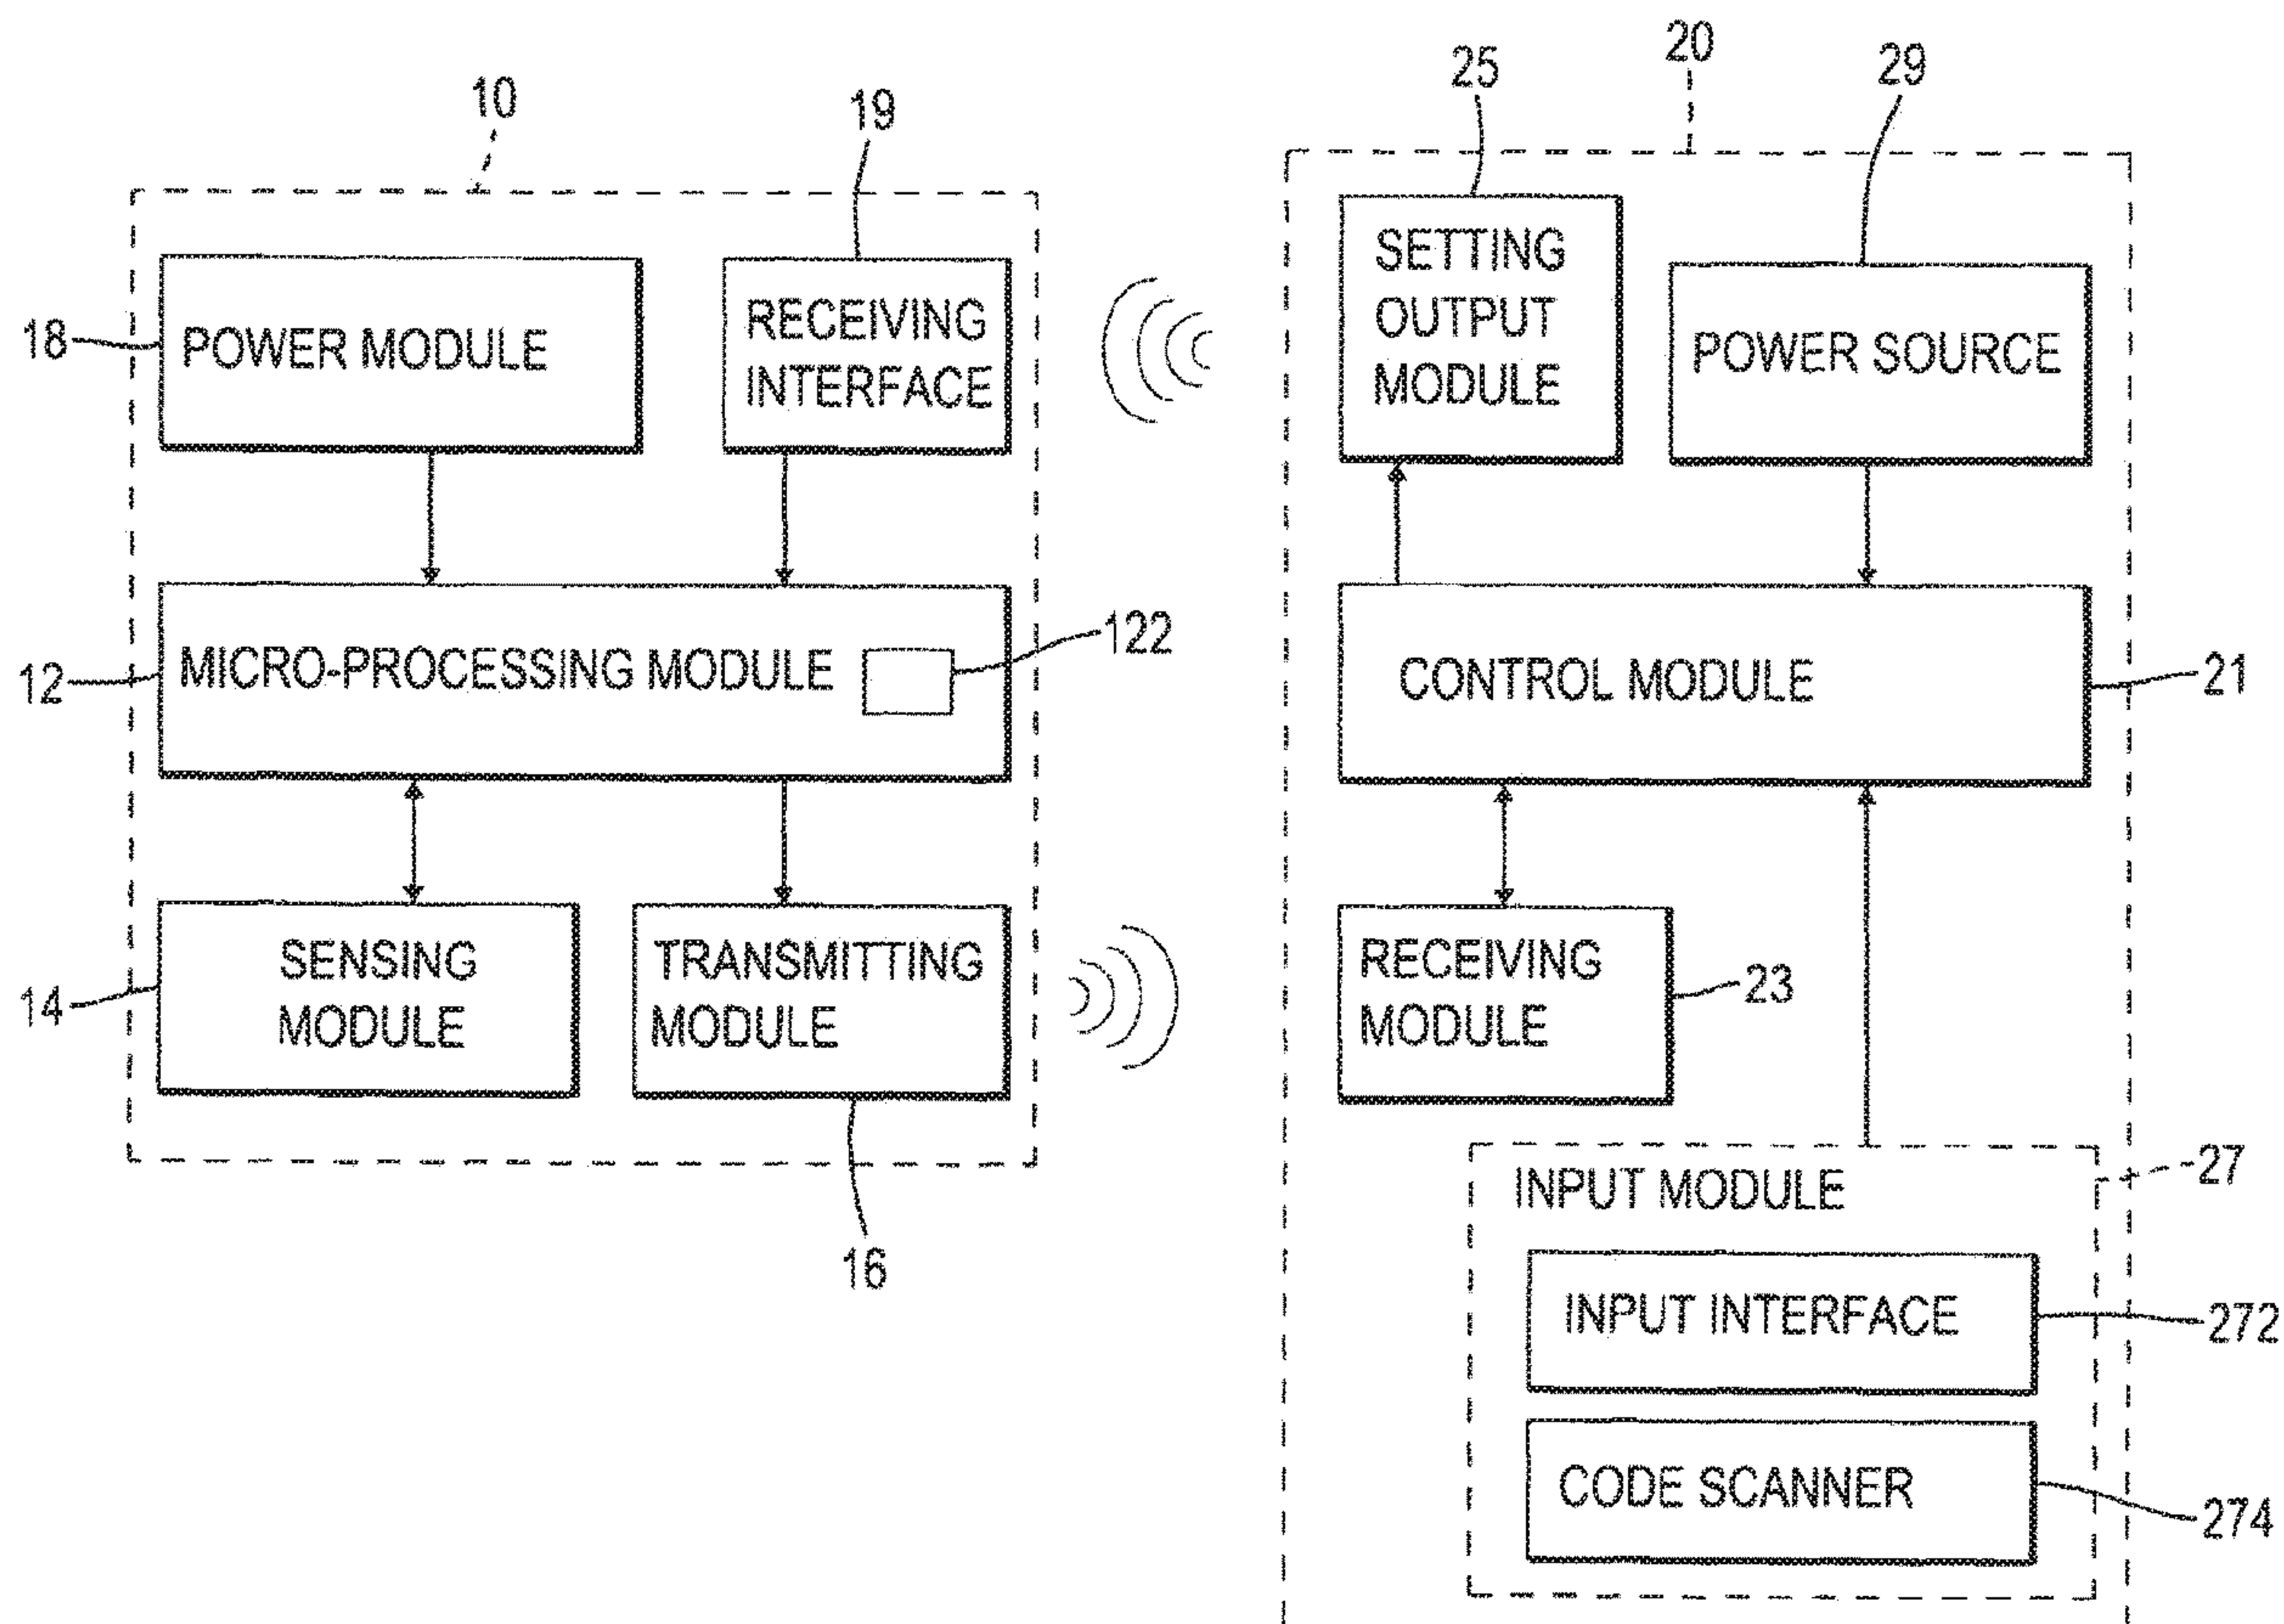 10
19
18
POWER MODULE
RECEIVING
INTERFACE
12
MICRO-PROCESSING MODULE
122
14
SENSING
MODULE
TRANSMITTING
MODULE
16
20
25
29
SETTING
OUTPUT
MODULE
POWER SOURCE
CONTROL MODULE
21
RECEIVING
MODULE
23
INPUT MODULE
27
INPUT INTERFACE
272
CODE SCANNER
274